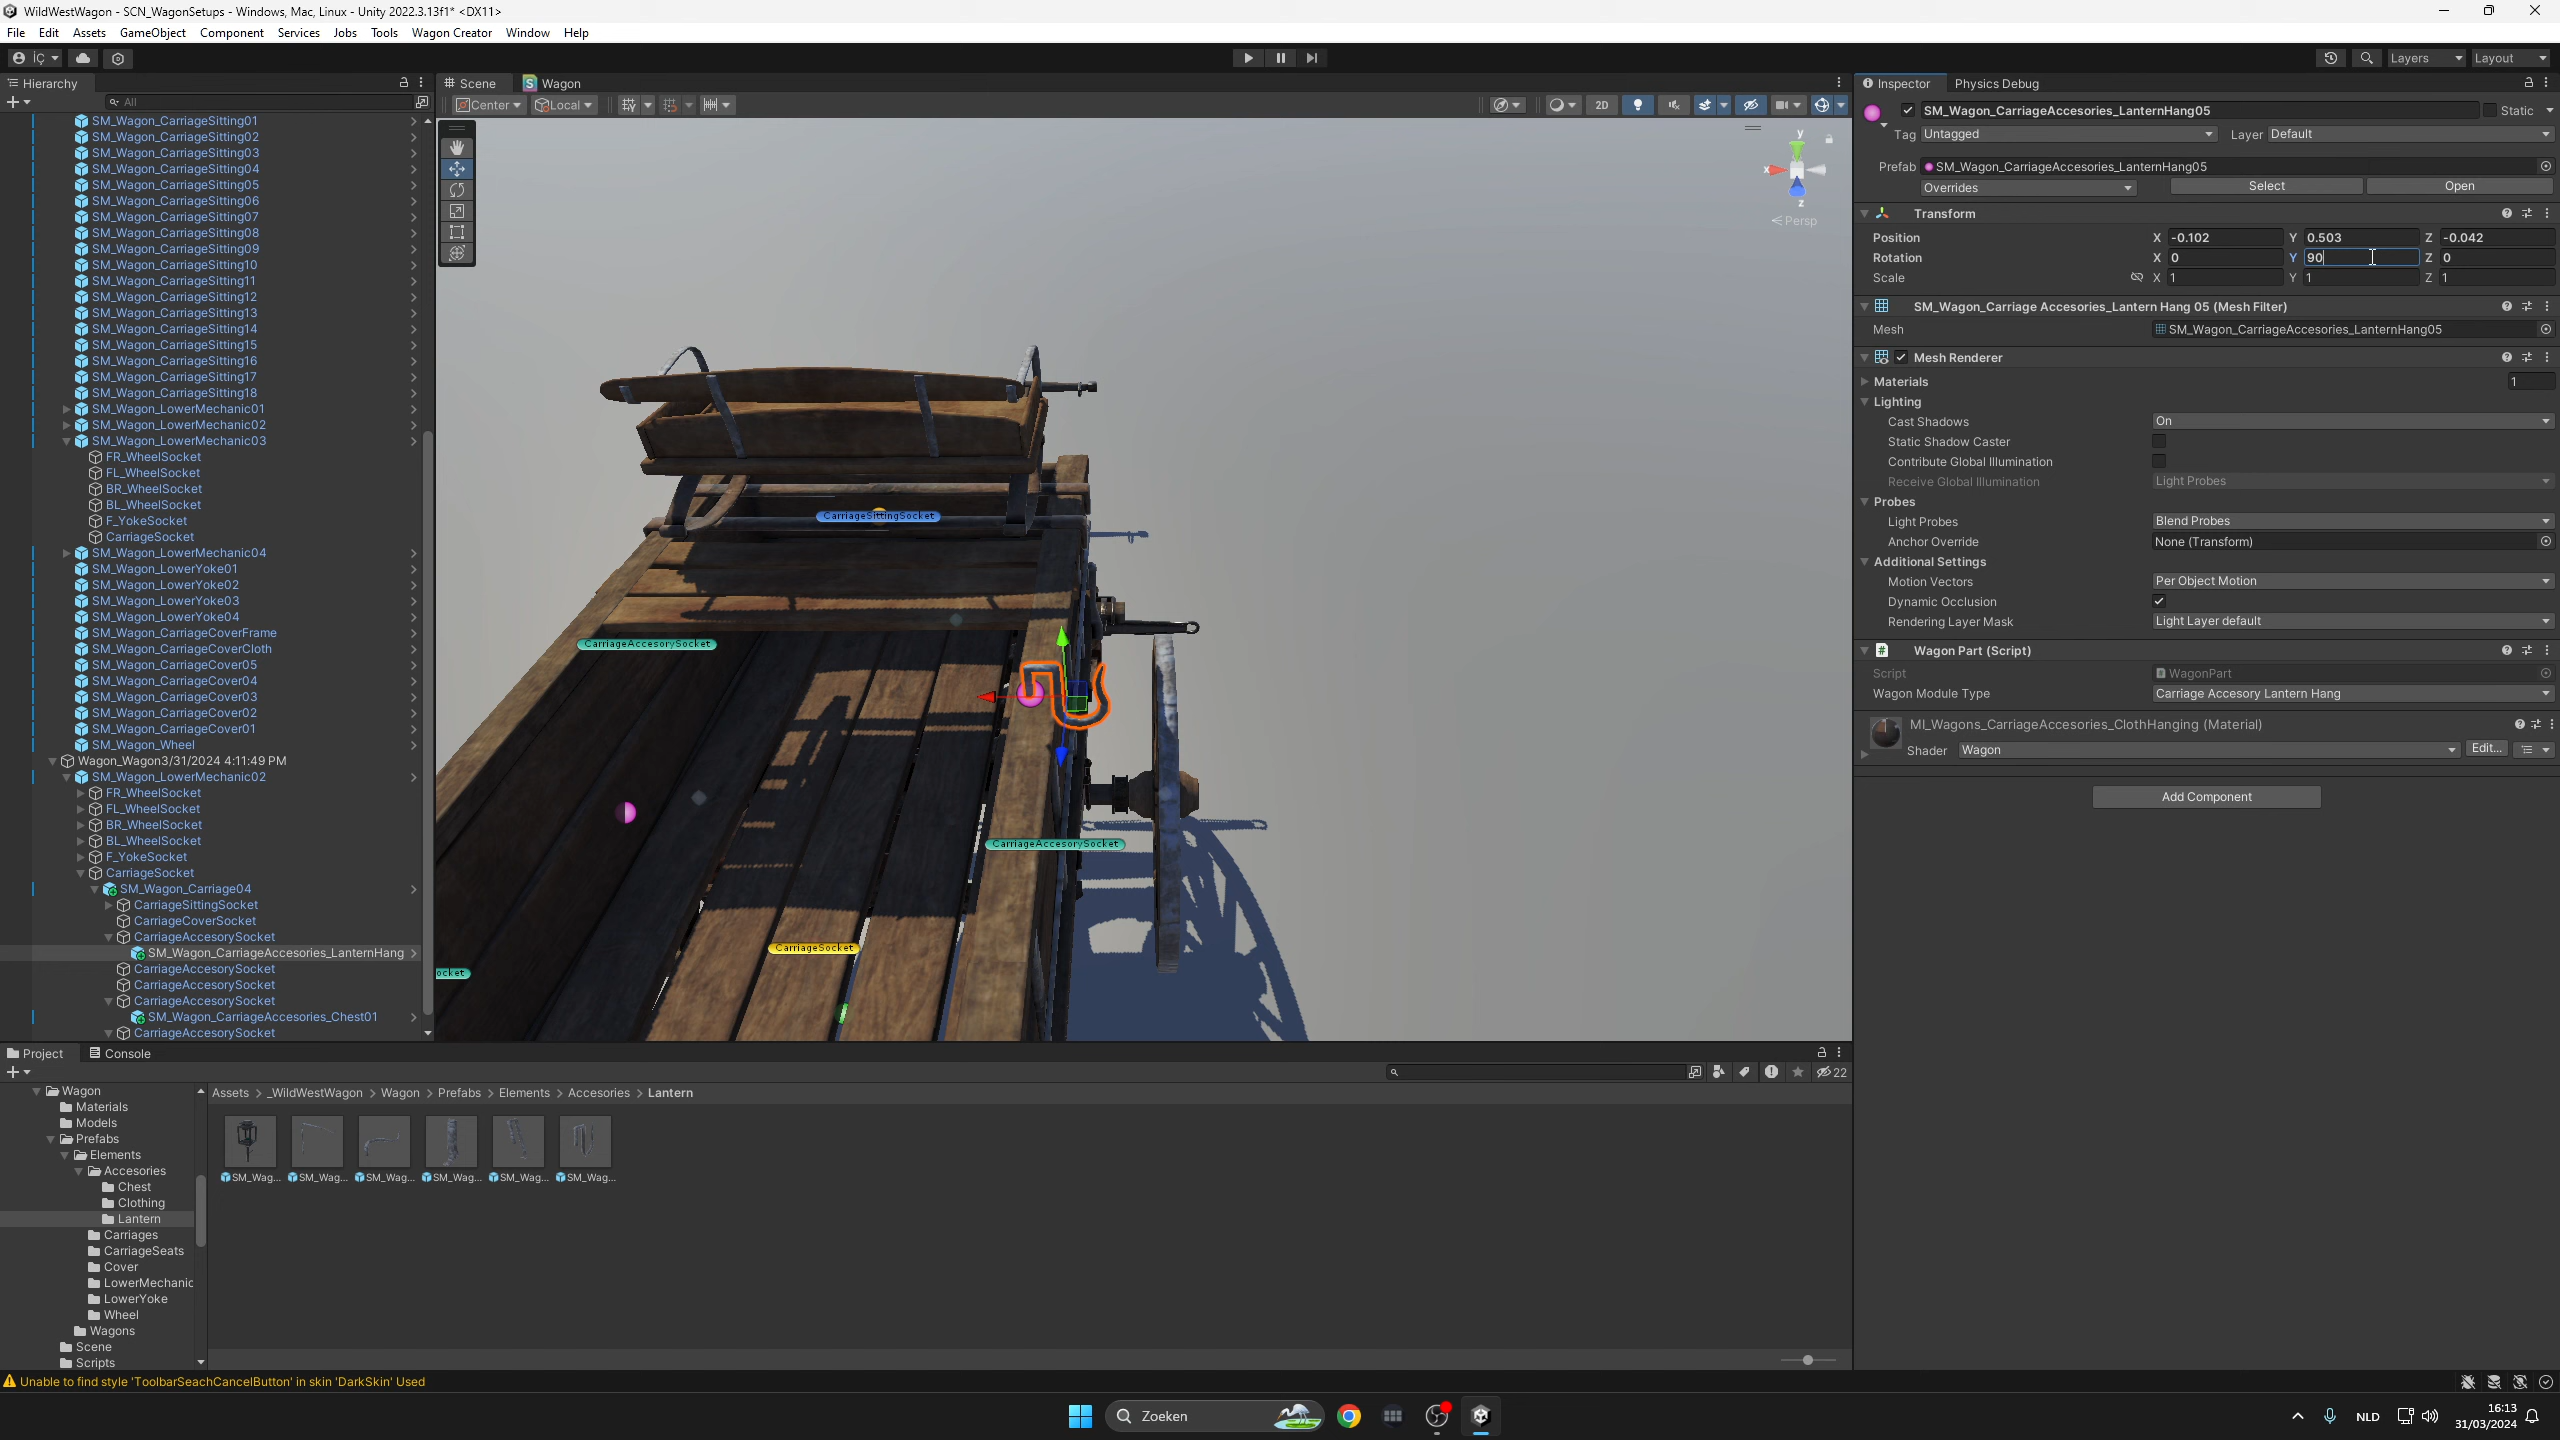 WildWestWagon - SCN_WagonSetups - Windows, Mac, Linux - Unity 2022.3.13f1* <DX11>
File Edit Assets GameObject Component Services Jobs Tools Wagon Creator Window Help
İÇ Layers Layout
Hierarchy
All
SM_Wagon_CarriageSitting01
SM_Wagon_CarriageSitting02
SM_Wagon_CarriageSitting03
SM_Wagon_CarriageSitting04
SM_Wagon_CarriageSitting05
SM_Wagon_CarriageSitting06
SM_Wagon_CarriageSitting07
SM_Wagon_CarriageSitting08
SM_Wagon_CarriageSitting09
SM_Wagon_CarriageSitting10
SM_Wagon_CarriageSitting11
SM_Wagon_CarriageSitting12
SM_Wagon_CarriageSitting13
SM_Wagon_CarriageSitting14
SM_Wagon_CarriageSitting15
SM_Wagon_CarriageSitting16
SM_Wagon_CarriageSitting17
SM_Wagon_CarriageSitting18
SM_Wagon_LowerMechanic01
SM_Wagon_LowerMechanic02
SM_Wagon_LowerMechanic03
FR_WheelSocket
FL_WheelSocket
BR_WheelSocket
BL_WheelSocket
F_YokeSocket
CarriageSocket
SM_Wagon_LowerMechanic04
SM_Wagon_LowerYoke01
SM_Wagon_LowerYoke02
SM_Wagon_LowerYoke03
SM_Wagon_LowerYoke04
SM_Wagon_CarriageCoverFrame
SM_Wagon_CarriageCoverCloth
SM_Wagon_CarriageCover05
SM_Wagon_CarriageCover04
SM_Wagon_CarriageCover03
SM_Wagon_CarriageCover02
SM_Wagon_CarriageCover01
SM_Wagon_Wheel
Wagon_Wagon3/31/2024 4:11:49 PM
SM_Wagon_LowerMechanic02
FR_WheelSocket
FL_WheelSocket
BR_WheelSocket
BL_WheelSocket
F_YokeSocket
CarriageSocket
SM_Wagon_Carriage04
CarriageSittingSocket
CarriageCoverSocket
CarriageAccesorySocket
SM_Wagon_CarriageAccesories_LanternHang
CarriageAccesorySocket
CarriageAccesorySocket
CarriageAccesorySocket
SM_Wagon_CarriageAccesories_Chest01
CarriageAccesorySocket
Scene Wagon
Center Local 2D
y
x
z
Persp
CarriageSittingSocket
CarriageAccesorySocket
CarriageAccesorySocket
CarriageSocket
ocket
Inspector Physics Debug
SM_Wagon_CarriageAccesories_LanternHang05 Static
Tag Untagged Layer Default
Prefab SM_Wagon_CarriageAccesories_LanternHang05
Overrides Select Open
Transform
Position X -0.102 Y 0.503 Z -0.042
Rotation X 0 Y 90 Z 0
Scale X 1 Y 1 Z 1
SM_Wagon_Carriage Accesories_Lantern Hang 05 (Mesh Filter)
Mesh SM_Wagon_CarriageAccesories_LanternHang05
Mesh Renderer
Materials 1
Lighting
Cast Shadows On
Static Shadow Caster
Contribute Global Illumination
Receive Global Illumination Light Probes
Probes
Light Probes Blend Probes
Anchor Override None (Transform)
Additional Settings
Motion Vectors Per Object Motion
Dynamic Occlusion
Rendering Layer Mask Light Layer default
Wagon Part (Script)
Script WagonPart
Wagon Module Type Carriage Accesory Lantern Hang
MI_Wagons_CarriageAccesories_ClothHanging (Material)
Shader Wagon Edit...
Add Component
Project Console
22
Wagon
Materials
Models
Prefabs
Elements
Accesories
Chest
Clothing
Lantern
Carriages
CarriageSeats
Cover
LowerMechanic
LowerYoke
Wheel
Wagons
Scene
Scripts
Assets > _WildWestWagon > Wagon > Prefabs > Elements > Accesories > Lantern
SM_Wag... SM_Wag... SM_Wag... SM_Wag... SM_Wag... SM_Wag...
Unable to find style 'ToolbarSeachCancelButton' in skin 'DarkSkin' Used
Zoeken
NLD
16:13
31/03/2024